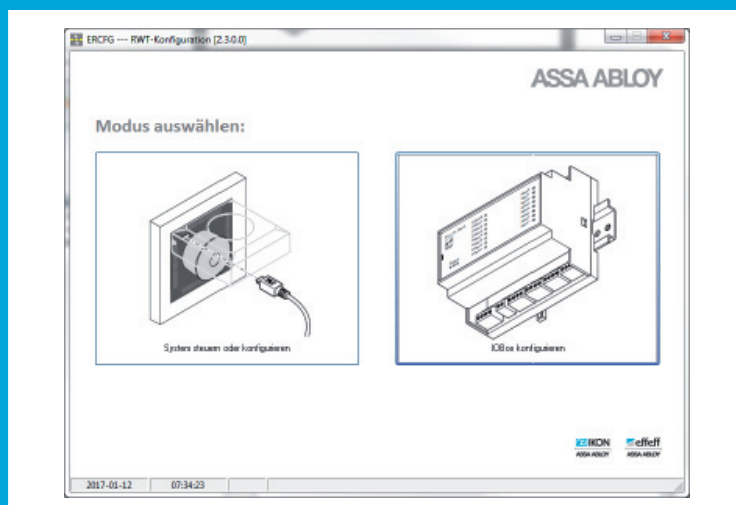 ERCFG --- RWT-Konfiguration [2.3.0.0]
ASSA ABLOY
Modus auswählen:
System steuern oder konfigurieren
IOBox konfigurieren
IKON
ASSA ABLOY
effeff
ASSA ABLOY
2017-01-12
07:34:23